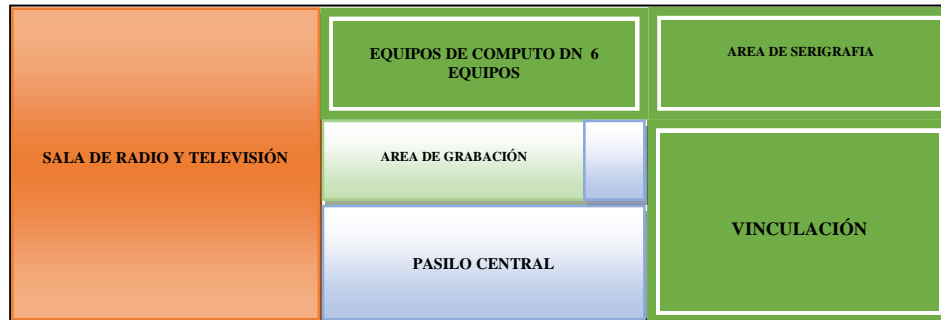 EQUIPOS DE COMPUTO DN 6
EQUIPOS
AREA DE SERIGRAFIA
SALA DE RADIO Y TELEVISIÓN
AREA DE GRABACIÓN
VINCULACIÓN
PASILO CENTRAL